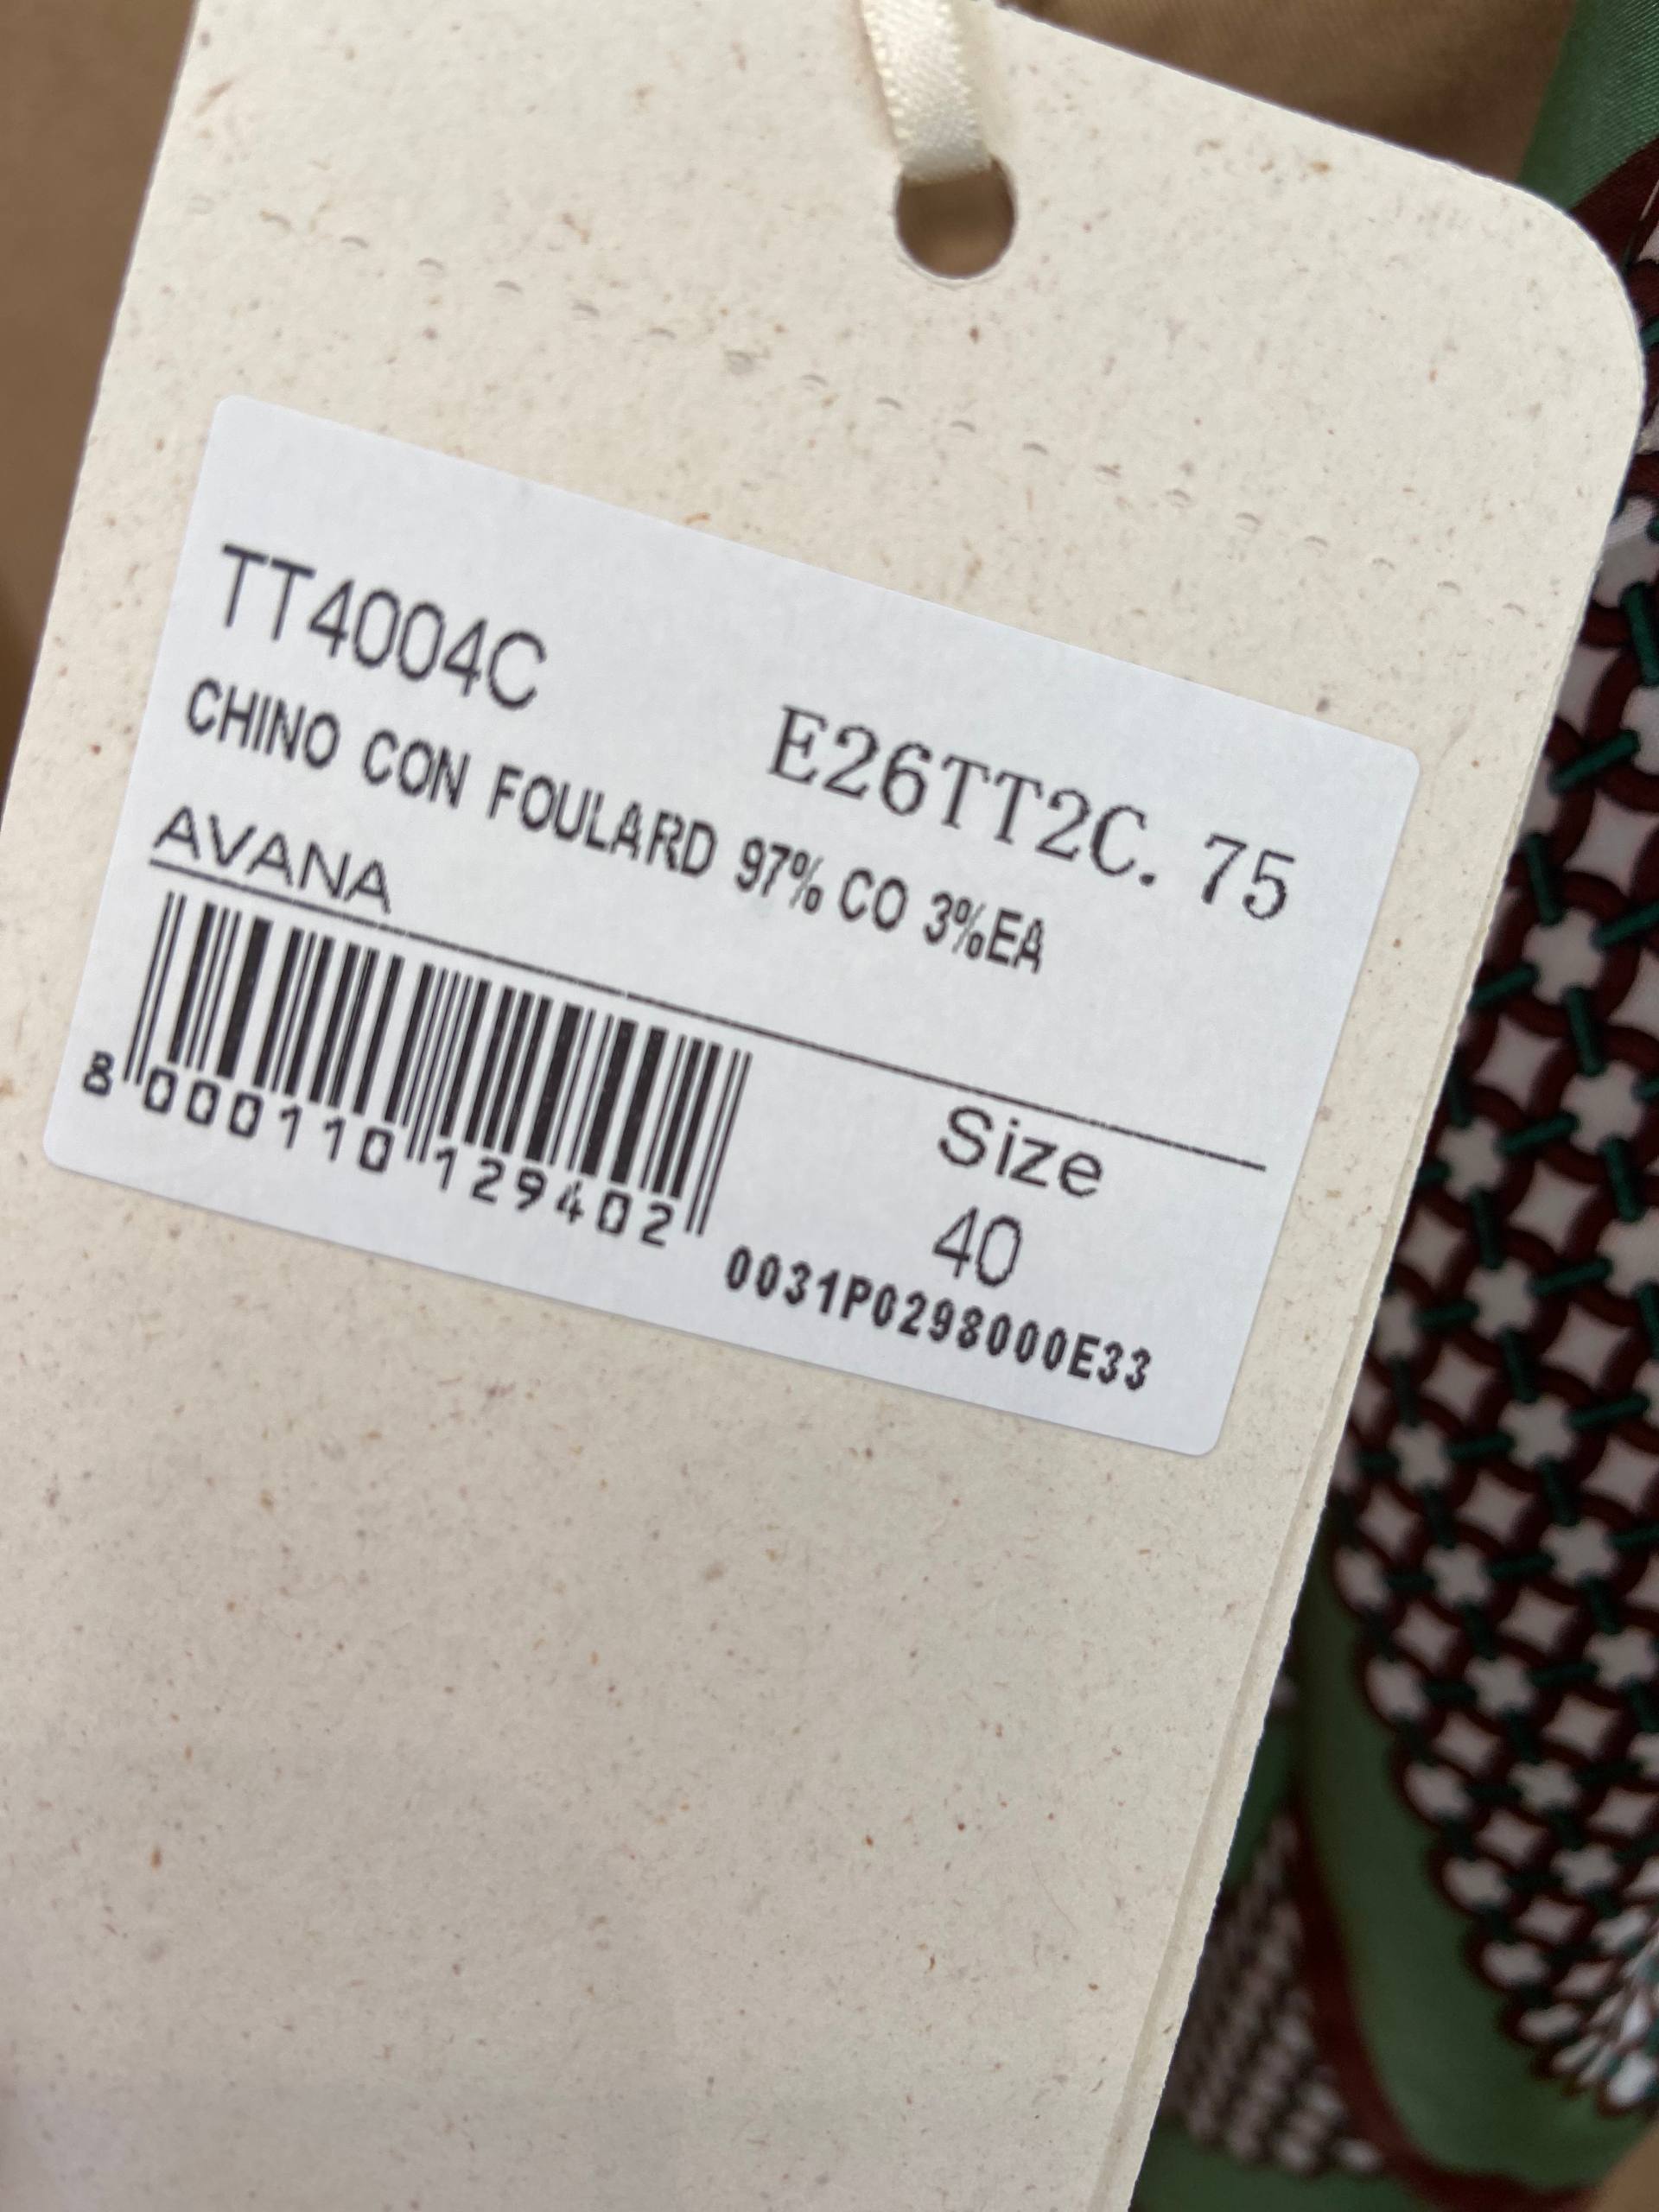 TT4004C
E26TT2C. 75
CHINO CON FOULARD 97% CO 3%EA
AVANA
8 000110 129402
Size
40
0031P0298000E33